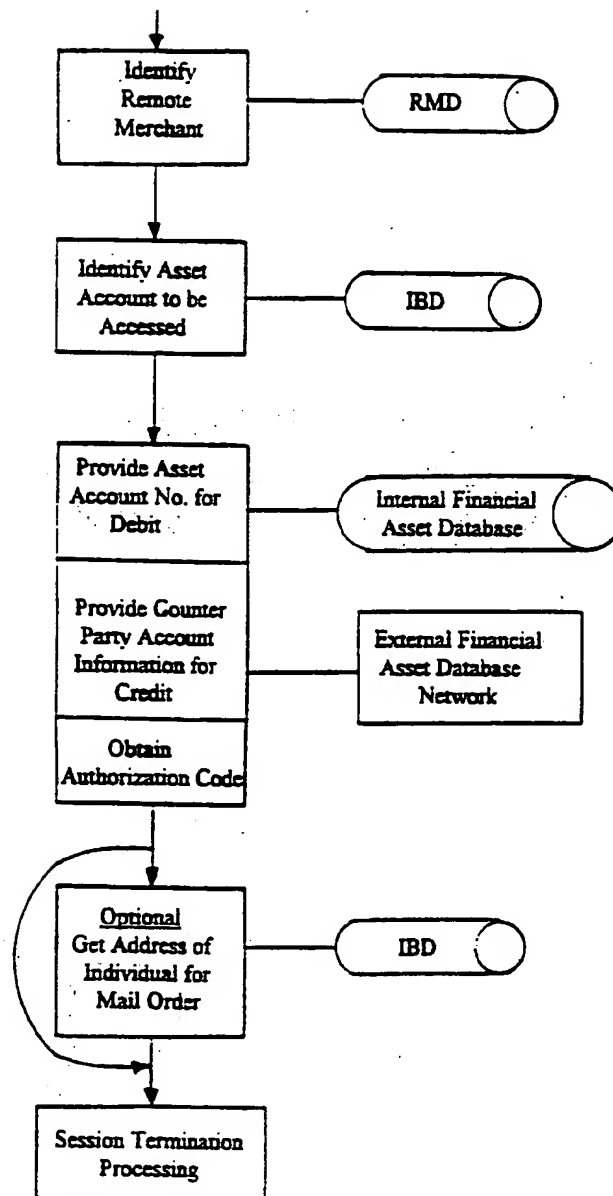 Identify
Remote
Merchant
RMD
Identify Asset
Account to be
Accessed
IBD
Provide Asset
Account No. for
Debit
Internal Financial
Asset Database
Provide Counter
Party Account
Information for
Credit
External Financial
Asset Database
Network
Obtain
Authorization Code
Optional
Get Address of
Individual for
Mail Order
IBD
Session Termination
Processing